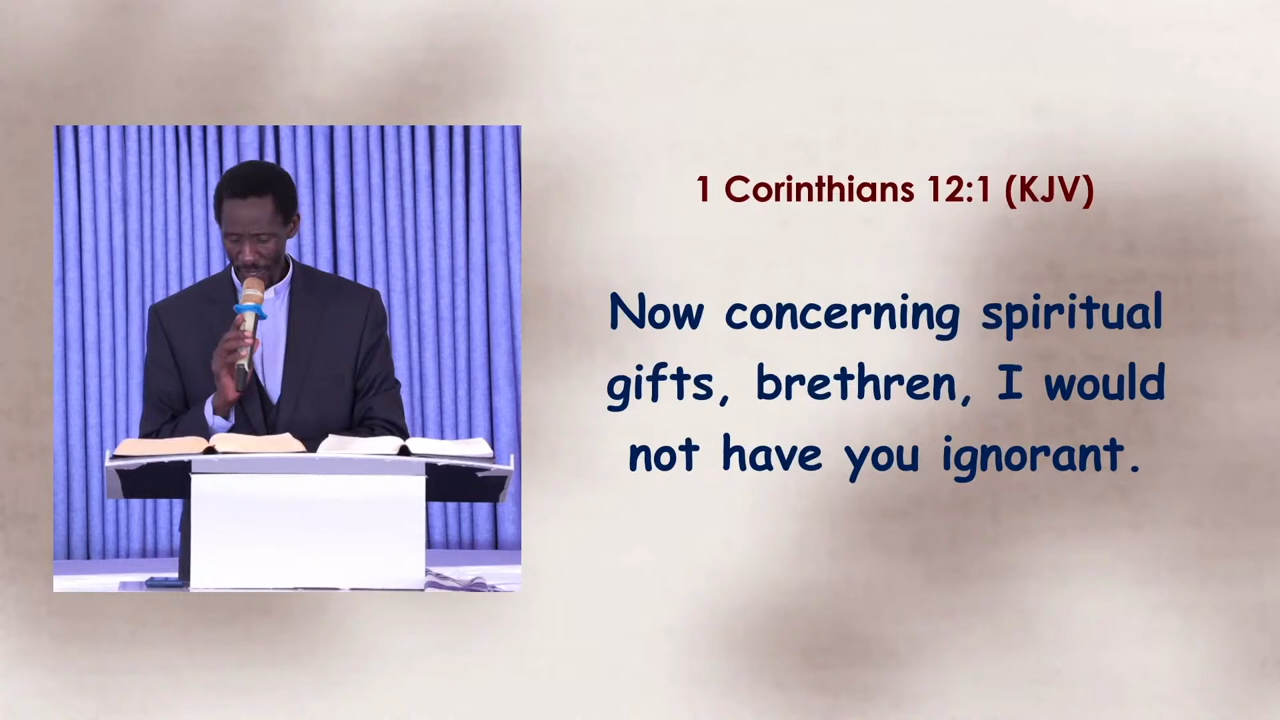 1 Corinthians 12:1 (KJV)
Now concerning spiritual
gifts, brethren, I would
not have you ignorant.